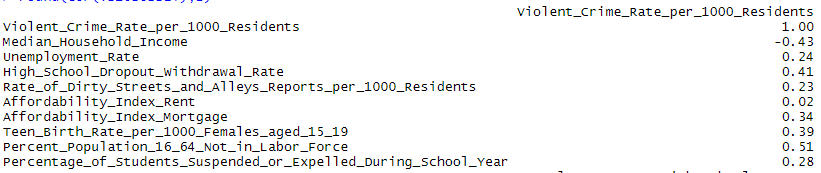 Violent_Crime_Rate_per_1000_Residents
Violent_Crime_Rate_per_1000_Residents 1.00
Median_Household_Income -0.43
Unemployment_Rate 0.24
High_School_Dropout_Withdrawal_Rate 0.41
Rate_of_Dirty_Streets_and_Alleys_Reports_per_1000_Residents 0.23
Affordability_Index_Rent 0.02
Affordability_Index_Mortgage 0.34
Teen_Birth_Rate_per_1000_Females_aged_15_19 0.39
Percent_Population_16_64_Not_in_Labor_Force 0.51
Percentage_of_Students_Suspended_or_Expelled_During_School_Year 0.28